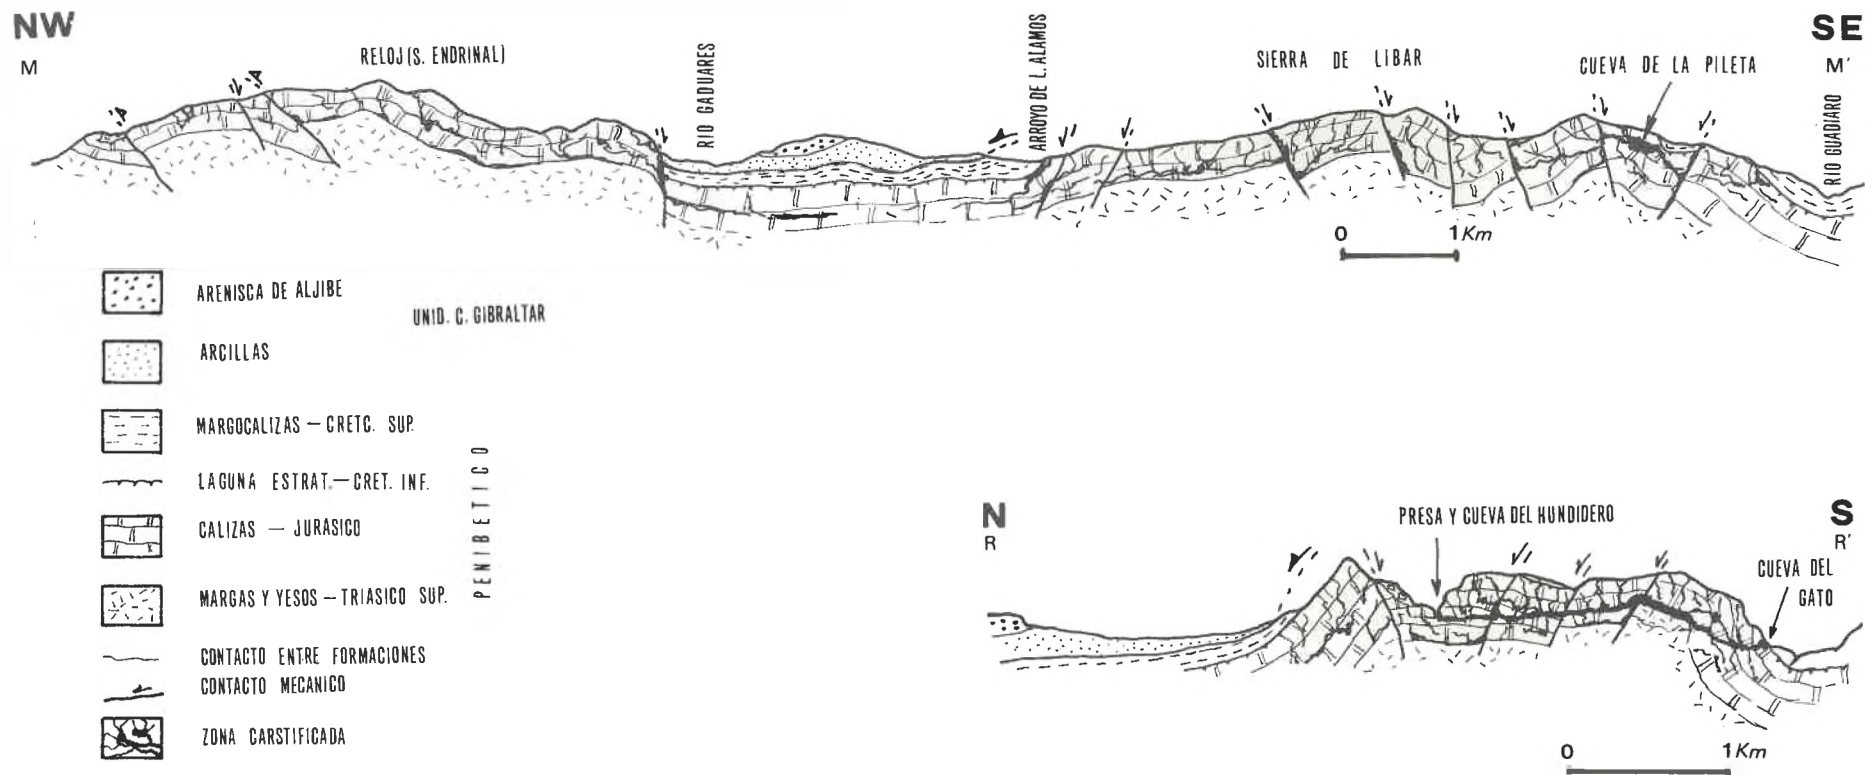 NW
M
RELOJ (S. ENDRINAL)
RIO GADUARES
ARROYO DE L. ALAMOS
SIERRA DE LIBAR
CUEVA DE LA PILETA
SE
M'
RIO GUADIARO
0 1 Km
ARENISCA DE ALJIBE
UNID. C. GIBRALTAR
ARCILLAS
MARGOCALIZAS — CRETC. SUP.
LAGUNA ESTRAT. — CRET. INF.
CALIZAS — JURASICO
MARGAS Y YESOS — TRIASICO SUP.
PENIBETICO
CONTACTO ENTRE FORMACIONES
CONTACTO MECANICO
ZONA CARSTIFICADA
N
R
PRESA Y CUEVA DEL HUNDIDERO
S
R'
CUEVA DEL
GATO
0 1 Km